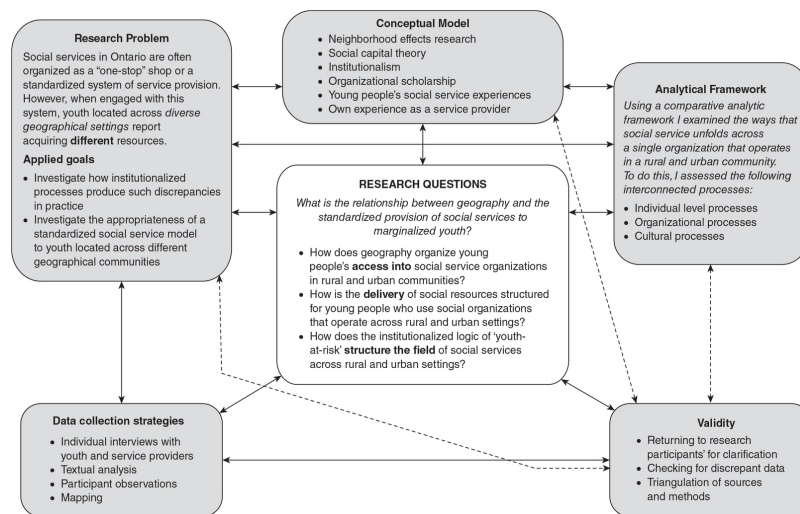 Research Problem
Social services in Ontario are often
organized as a “one-stop” shop or a
standardized system of service provision.
However, when engaged with this
system, youth located across diverse
geographical settings report
acquiring different resources.
Applied goals
• Investigate how institutionalized
processes produce such discrepancies
in practice
• Investigate the appropriateness of a
standardized social service model
to youth located across different
geographical communities
Conceptual Model
• Neighborhood effects research
• Social capital theory
• Institutionalism
• Organizational scholarship
• Young people's social service experiences
• Own experience as a service provider
Analytical Framework
Using a comparative analytic
framework I examined the ways that
social service unfolds across
a single organization that operates
in a rural and urban community.
To do this, I assessed the following
interconnected processes:
• Individual level processes
• Organizational processes
• Cultural processes
RESEARCH QUESTIONS
What is the relationship between geography and the
standardized provision of social services to
marginalized youth?
• How does geography organize young
people's access into social service organizations
in rural and urban communities?
• How is the delivery of social resources structured
for young people who use social organizations
that operate across rural and urban settings?
• How does the institutionalized logic of ‘youth-
at-risk’ structure the field of social services
across rural and urban settings?
Data collection strategies
• Individual interviews with
youth and service providers
• Textual analysis
• Participant observations
• Mapping
Validity
• Returning to research
participants’ for clarification
• Checking for discrepant data
• Triangulation of sources
and methods